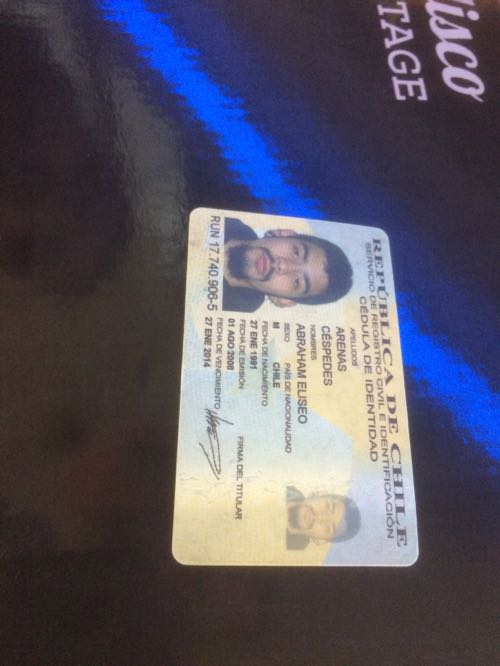 disco
TAGE
REPÚBLICA DE CHILE
SERVICIO DE REGISTRO CIVIL E IDENTIFICACIÓN
CÉDULA DE IDENTIDAD
APELLIDOS
ARENAS
CÉSPEDES
NOMBRES
ABRAHAM ELISEO
SEXO PAÍS DE NACIONALIDAD
M CHILE
FECHA DE NACIMIENTO
27 ENE 1991
FECHA DE EMISIÓN
01 AGO 2008
FECHA DE VENCIMIENTO
27 ENE 2014
FIRMA DEL TITULAR
RUN 17.740.906-5